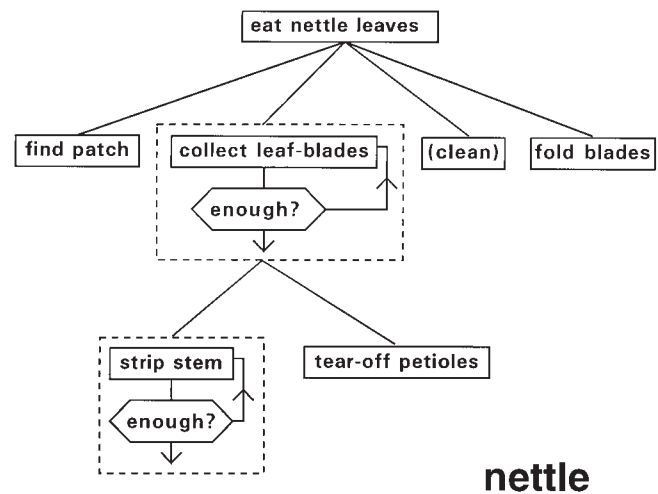 eat nettle leaves
find patch
collect leaf-blades
(clean)
fold blades
enough?
strip stem
tear-off petioles
enough?
nettle